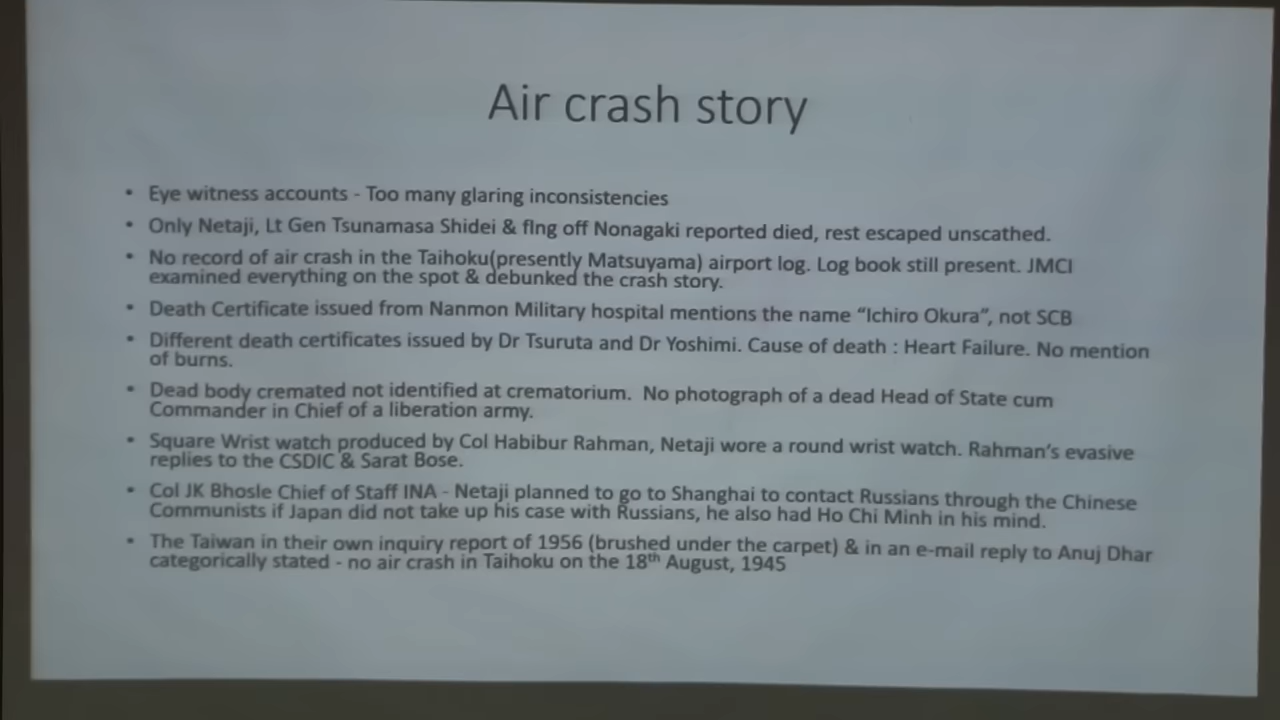 Air crash story
• Eye witness accounts - Too many glaring inconsistencies
• Only Netaji, Lt Gen Tsunamasa Shidei & flng off Nonagaki reported died, rest escaped unscathed.
• No record of air crash in the Taihoku(presently Matsuyama) airport log. Log book still present. JMCI
examined everything on the spot & debunked the crash story.
• Death Certificate issued from Nanmon Military hospital mentions the name “Ichiro Okura”, not SCB
• Different death certificates issued by Dr Tsuruta and Dr Yoshimi. Cause of death : Heart Failure. No mention
of burns.
• Dead body cremated not identified at crematorium. No photograph of a dead Head of State cum
Commander in Chief of a liberation army.
• Square Wrist watch produced by Col Habibur Rahman, Netaji wore a round wrist watch. Rahman’s evasive
replies to the CSDIC & Sarat Bose.
• Col JK Bhosle Chief of Staff INA - Netaji planned to go to Shanghai to contact Russians through the Chinese
Communists if Japan did not take up his case with Russians, he also had Ho Chi Minh in his mind.
• The Taiwan in their own inquiry report of 1956 (brushed under the carpet) & in an e-mail reply to Anuj Dhar
categorically stated - no air crash in Taihoku on the 18th August, 1945